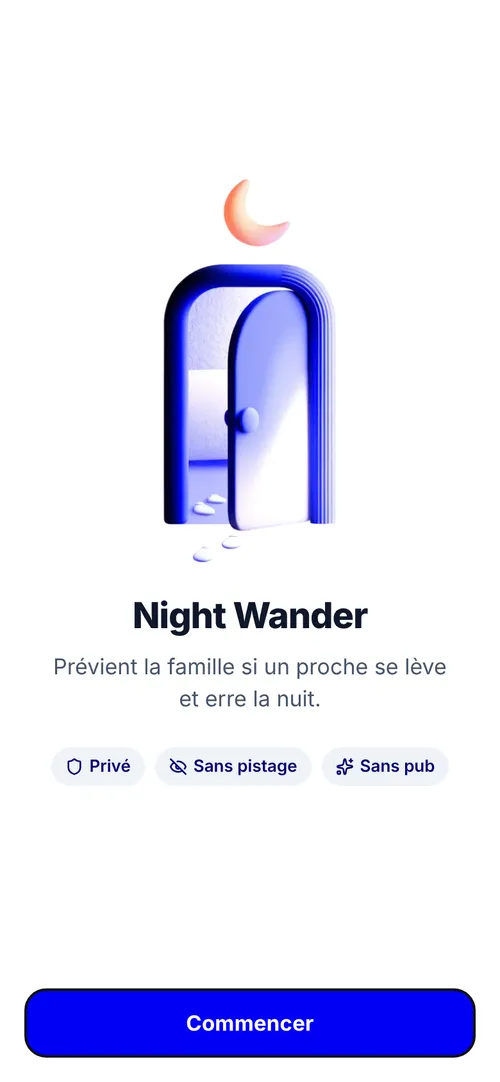 Night Wander
Prévient la famille si un proche se lève
et erre la nuit.
Privé
Sans pistage
Sans pub
Commencer